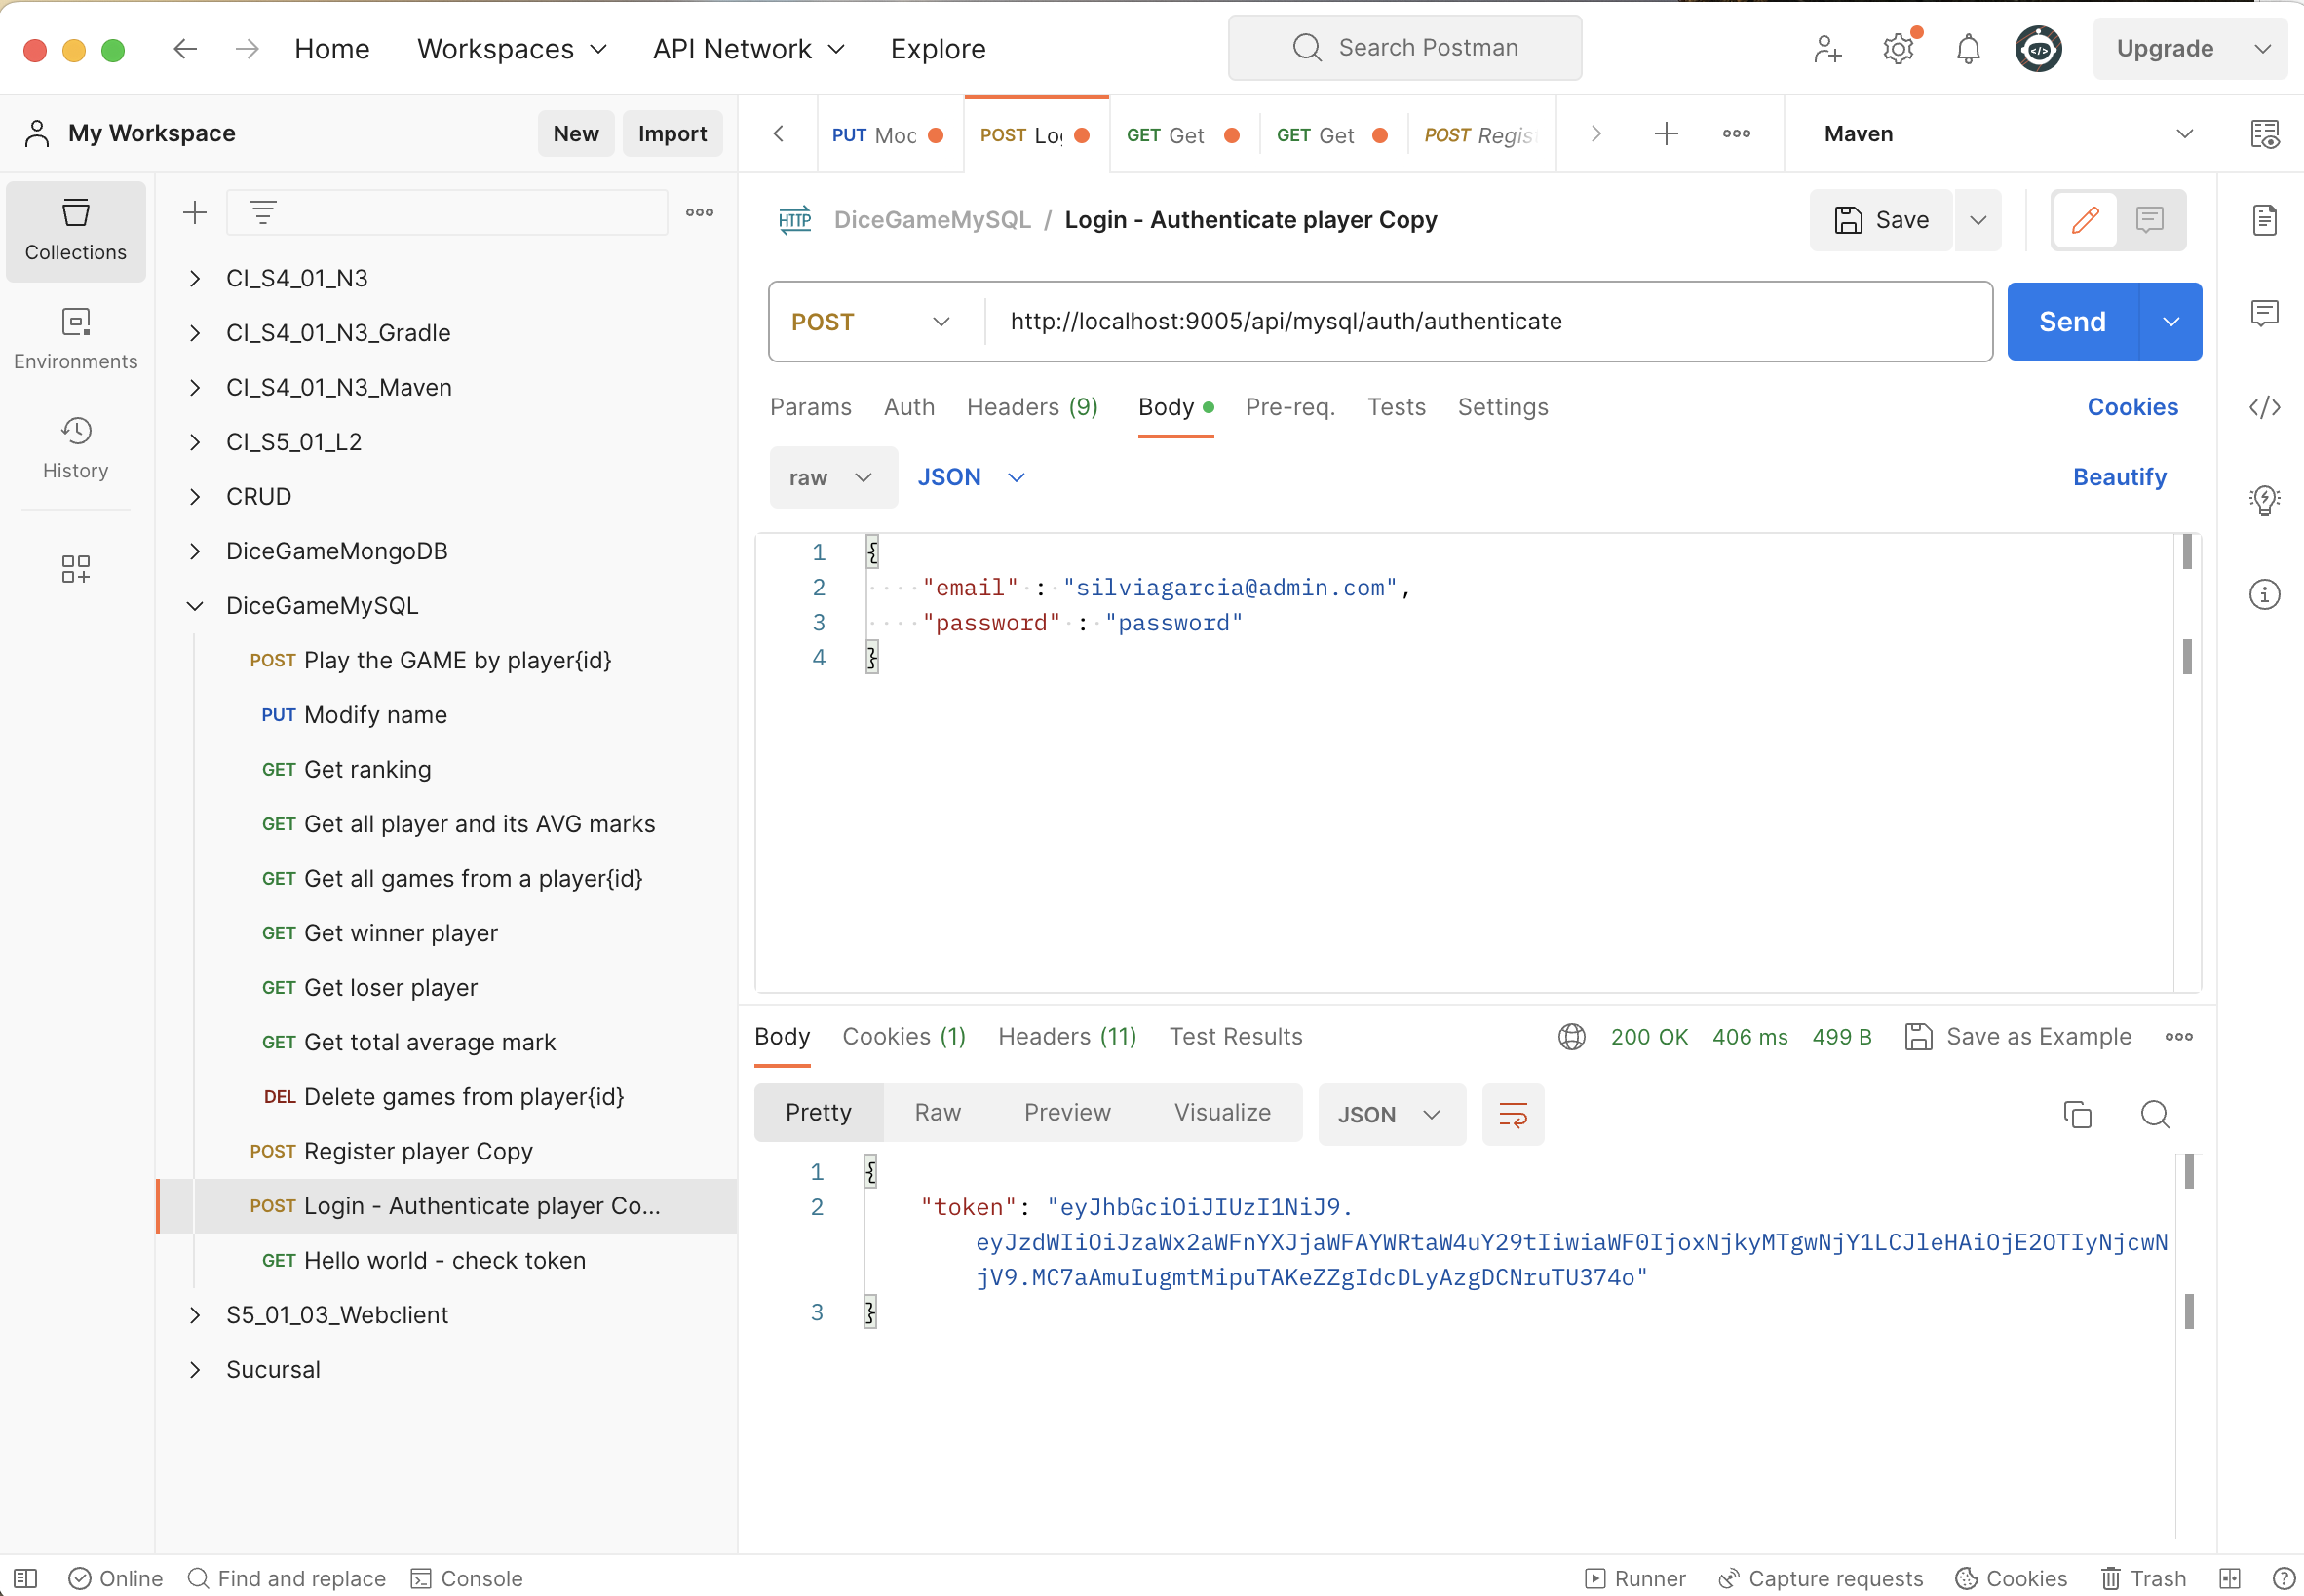 Home Workspaces API Network Explore Search Postman Upgrade
My Workspace New Import
PUT Moc POST Log GET Get GET Get POST Regis Maven
Collections
Environments
History
CI_S4_01_N3
CI_S4_01_N3_Gradle
CI_S4_01_N3_Maven
CI_S5_01_L2
CRUD
DiceGameMongoDB
DiceGameMySQL
POST Play the GAME by player{id}
PUT Modify name
GET Get ranking
GET Get all player and its AVG marks
GET Get all games from a player{id}
GET Get winner player
GET Get loser player
GET Get total average mark
DEL Delete games from player{id}
POST Register player Copy
POST Login - Authenticate player Co...
GET Hello world - check token
S5_01_03_Webclient
Sucursal
HTTP DiceGameMySQL / Login - Authenticate player Copy Save
POST http://localhost:9005/api/mysql/auth/authenticate Send
Params Auth Headers (9) Body Pre-req. Tests Settings Cookies
raw JSON Beautify
1 {
2 "email" : "silviagarcia@admin.com",
3 "password" : "password"
4 }
Body Cookies (1) Headers (11) Test Results 200 OK 406 ms 499 B Save as Example
Pretty Raw Preview Visualize JSON
1 {
2 "token": "eyJhbGciOiJIUzI1NiJ9.
eyJzdWIiOiJzaWx2aWFnYXJjaWFAYWRtaW4uY29tIiwiaWF0IjoxNjkyMTgwNjY1LCJleHAiOjE2OTIyNjcwN
jV9.MC7aAmuIugmtMipuTAKeZZgIdcDLyAzgDCNruTU374o"
3 }
Online Find and replace Console Runner Capture requests Cookies Trash